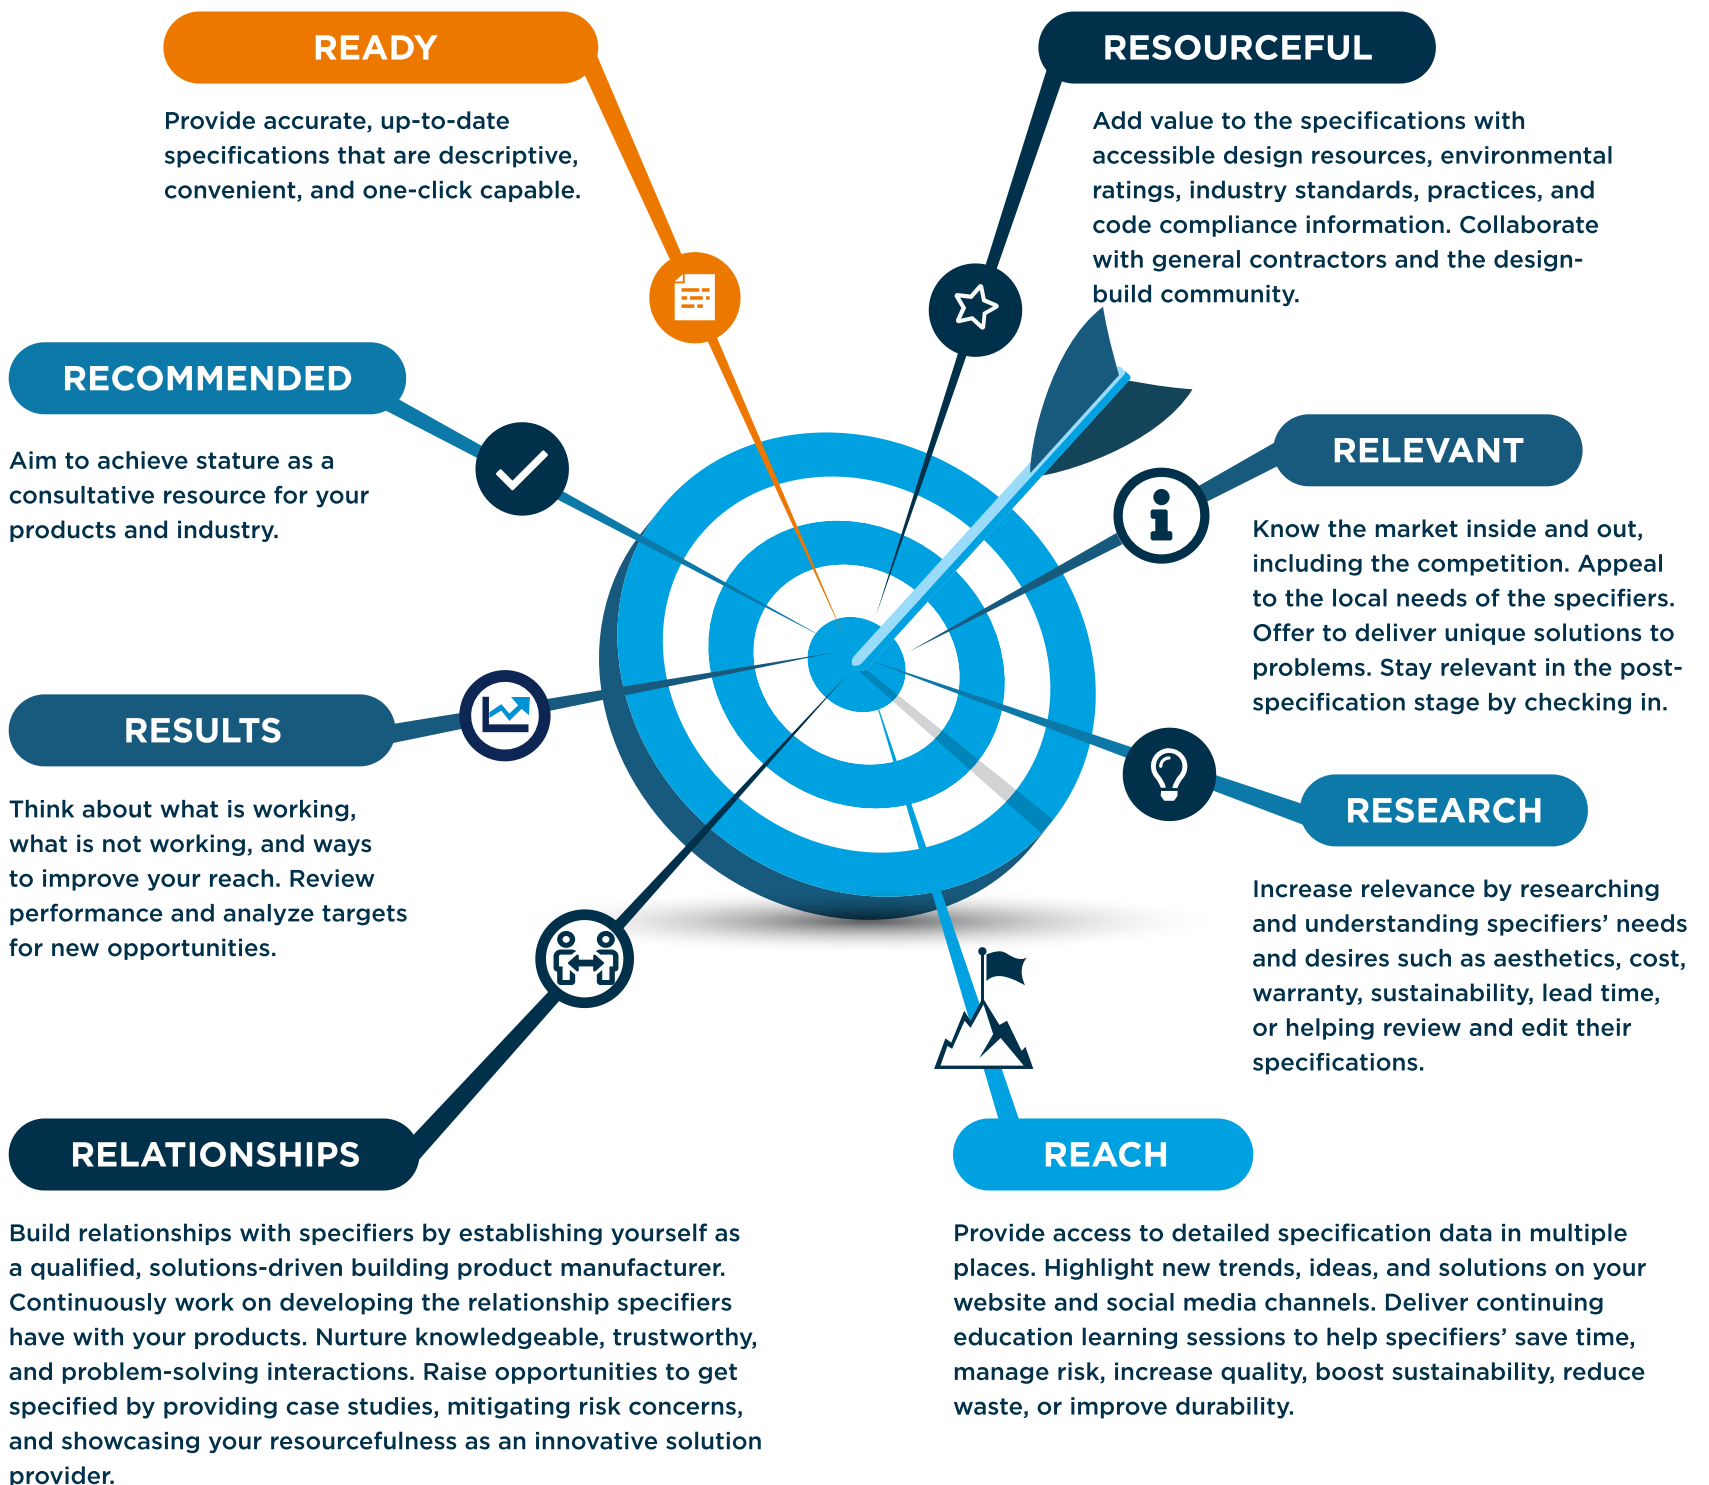 READY
Provide accurate, up-to-date
specifications that are descriptive,
convenient, and one-click capable.
RESOURCEFUL
Add value to the specifications with
accessible design resources, environmental
ratings, industry standards, practices, and
code compliance information. Collaborate
with general contractors and the design-
build community.
RECOMMENDED
Aim to achieve stature as a
consultative resource for your
products and industry.
RELEVANT
Know the market inside and out,
including the competition. Appeal
to the local needs of the specifiers.
Offer to deliver unique solutions to
problems. Stay relevant in the post-
specification stage by checking in.
RESULTS
Think about what is working,
what is not working, and ways
to improve your reach. Review
performance and analyze targets
for new opportunities.
RESEARCH
Increase relevance by researching
and understanding specifiers’ needs
and desires such as aesthetics, cost,
warranty, sustainability, lead time,
or helping review and edit their
specifications.
RELATIONSHIPS
Build relationships with specifiers by establishing yourself as
a qualified, solutions-driven building product manufacturer.
Continuously work on developing the relationship specifiers
have with your products. Nurture knowledgeable, trustworthy,
and problem-solving interactions. Raise opportunities to get
specified by providing case studies, mitigating risk concerns,
and showcasing your resourcefulness as an innovative solution
provider.
REACH
Provide access to detailed specification data in multiple
places. Highlight new trends, ideas, and solutions on your
website and social media channels. Deliver continuing
education learning sessions to help specifiers’ save time,
manage risk, increase quality, boost sustainability, reduce
waste, or improve durability.